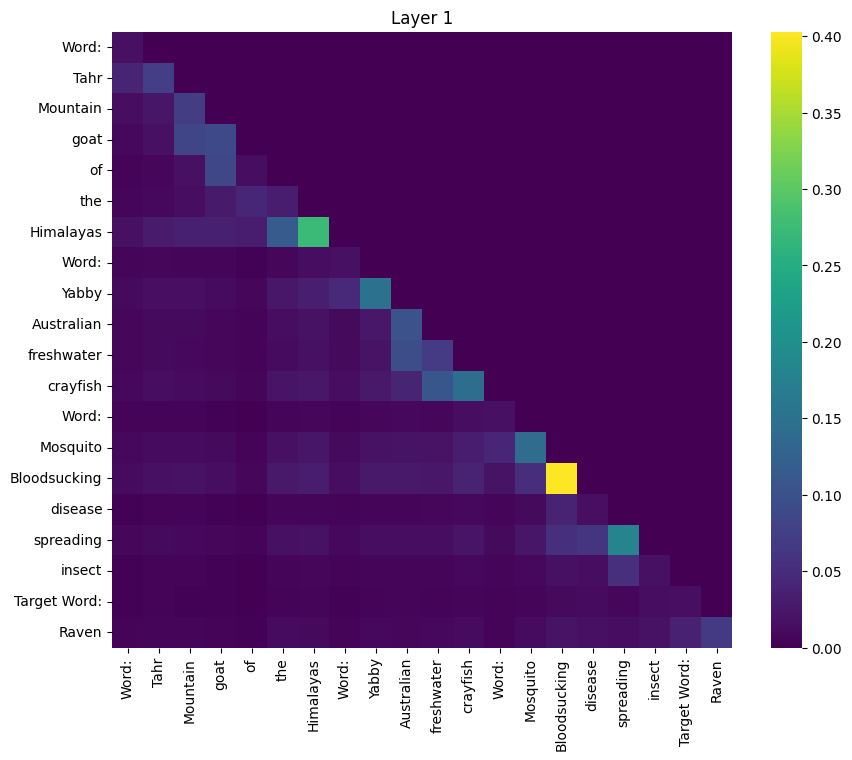 Layer 1
Word:
Tahr
Mountain
goat
of
the
Himalayas
Word:
Yabby
Australian
freshwater
crayfish
Word:
Mosquito
Bloodsucking
disease
spreading
insect
Target Word:
Raven
0.40
0.35
0.30
0.25
0.20
0.15
0.10
0.05
0.00
Word:
Tahr
Mountain
goat
of
the
Himalayas
Word:
Yabby
Australian
freshwater
crayfish
Word:
Mosquito
Bloodsucking
disease
spreading
insect
Target Word:
Raven